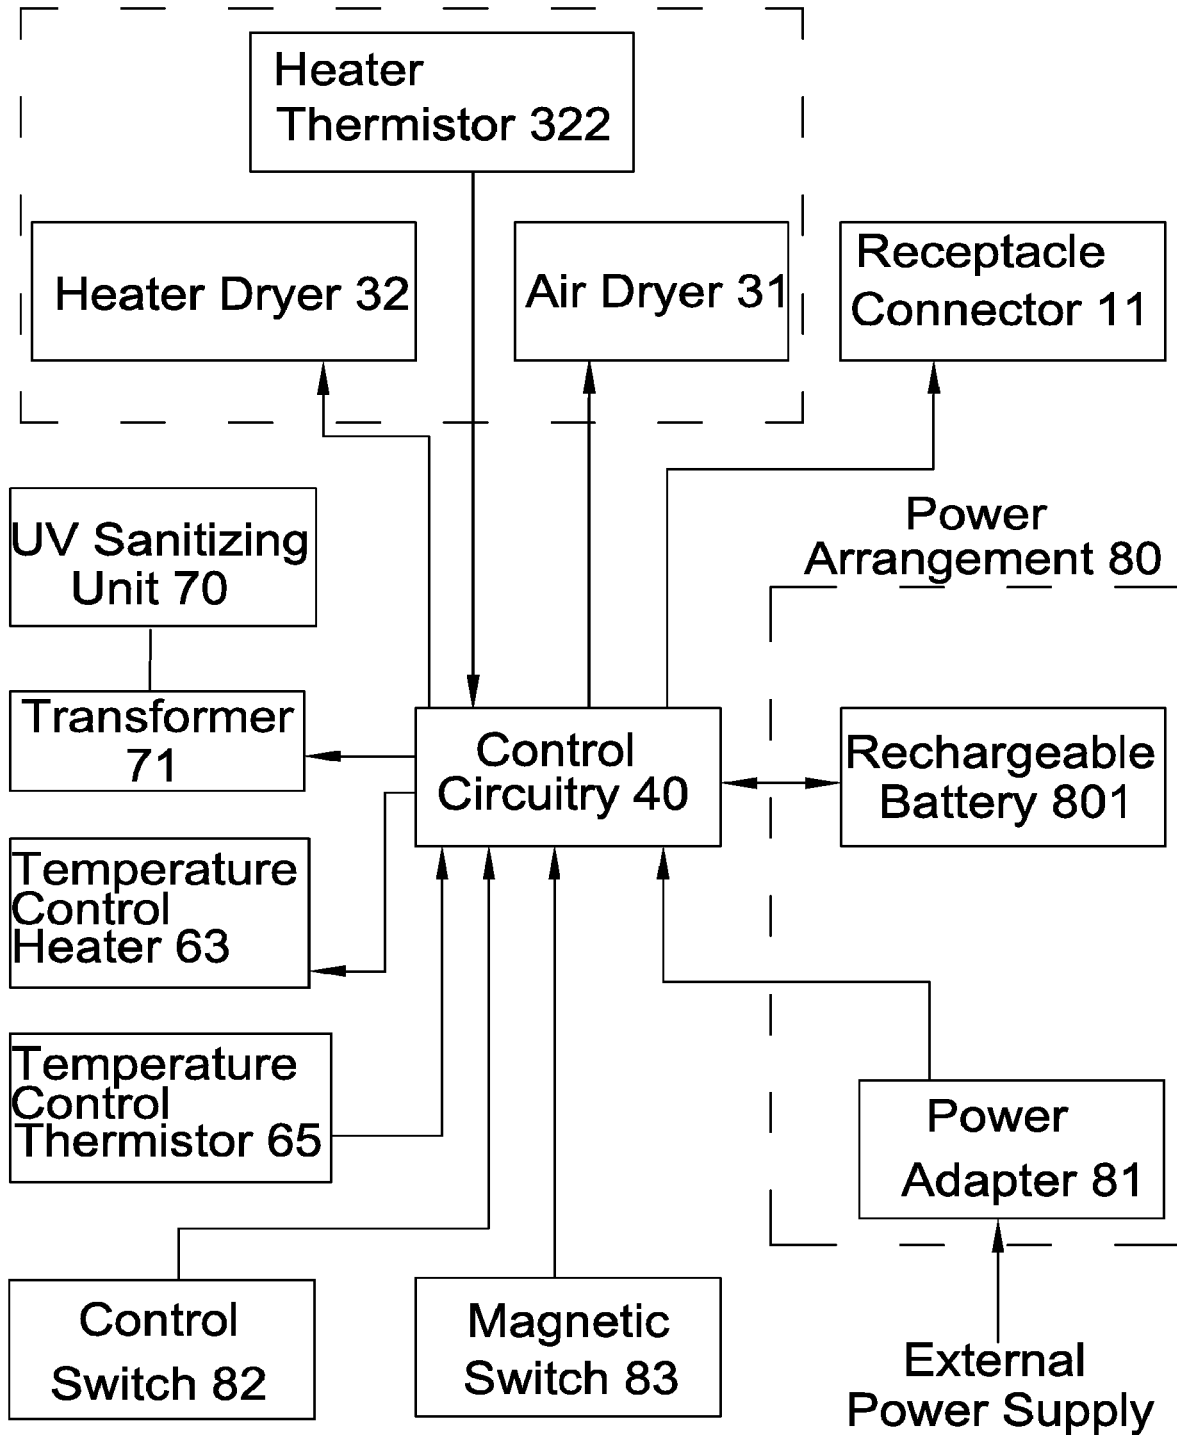 Heater
Thermistor 322
Heater Dryer 32
Air Dryer 31
Receptacle
Connector 11
UV Sanitizing
Unit 70
Power
Arrangement 80
Transformer
71
Control
Circuitry 40
Rechargeable
Battery 801
Temperature
Control
Heater 63
Temperature
Control
Thermistor 65
Power
Adapter 81
Control
Switch 82
Magnetic
Switch 83
External
Power Supply